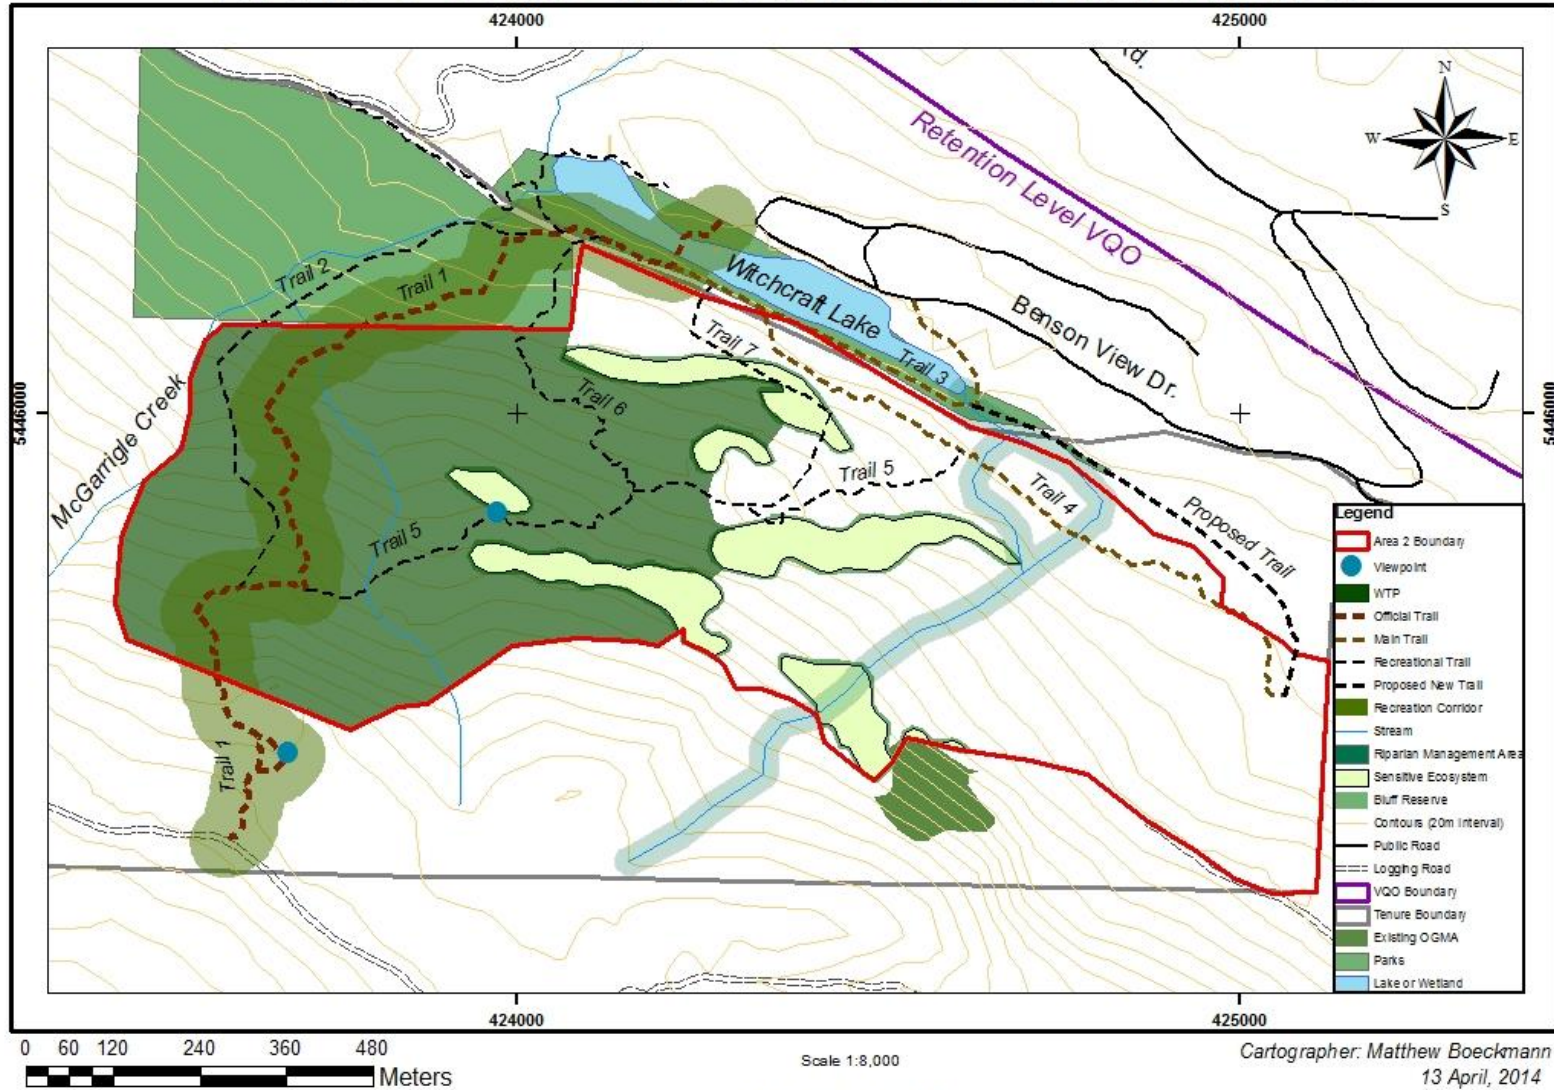 424000
425000
Rd.
N
W
E
S
Retention Level VQO
Witchcraft Lake
Benson View Dr.
Trail 2
Trail 1
Trail 7
Trail 3
Trail 6
5446000
5446000
McGarrigle Creek
Trail 5
Trail 5
Trail 4
Proposed Trail
Trail 1
Legend
Area 2 Boundary
Viewpoint
WTP
Official Trail
Main Trail
Recreational Trail
Proposed New Trail
Recreation Corridor
Stream
Riparian Management Area
Sensitive Ecosystem
Bluff Reserve
Contours (20m Interval)
Public Road
Logging Road
VQO Boundary
Tenure Boundary
Existing OGMA
Parks
Lake or Wetland
424000
425000
0 60 120 240 360 480
Meters
Scale 1:8,000
Cartographer: Matthew Boeckmann
13 April, 2014